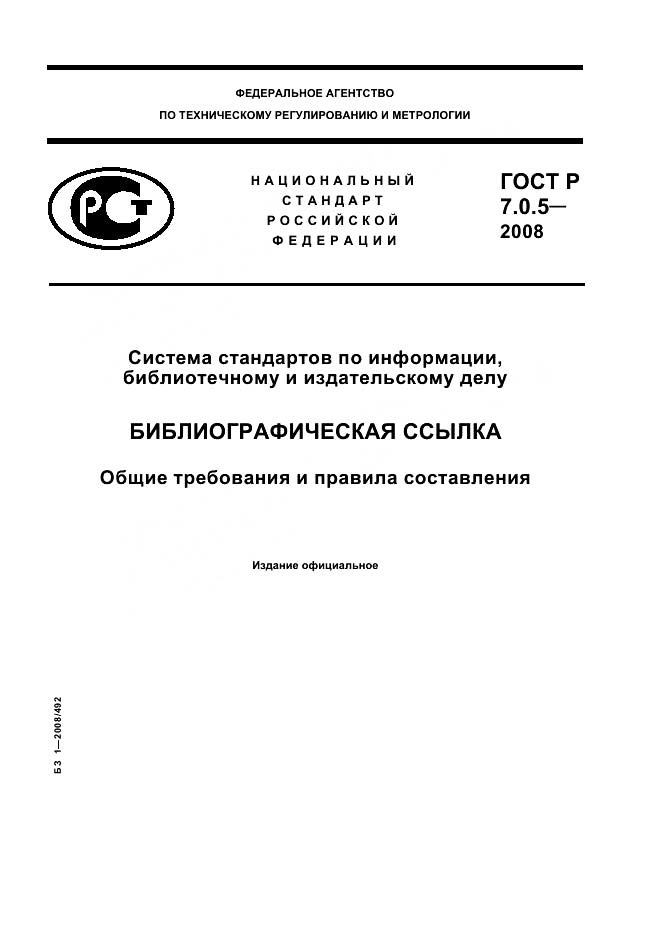 ФЕДЕРАЛЬНОЕ АГЕНТСТВО
ПО ТЕХНИЧЕСКОМУ РЕГУЛИРОВАНИЮ И МЕТРОЛОГИИ
РСТ
НАЦИОНАЛЬНЫЙ
СТАНДАРТ
РОССИЙСКОЙ
ФЕДЕРАЦИИ
ГОСТ Р
7.0.5—
2008
Система стандартов по информации,
библиотечному и издательскому делу
БИБЛИОГРАФИЧЕСКАЯ ССЫЛКА
Общие требования и правила составления
Издание официальное
БЗ 1—2008/492